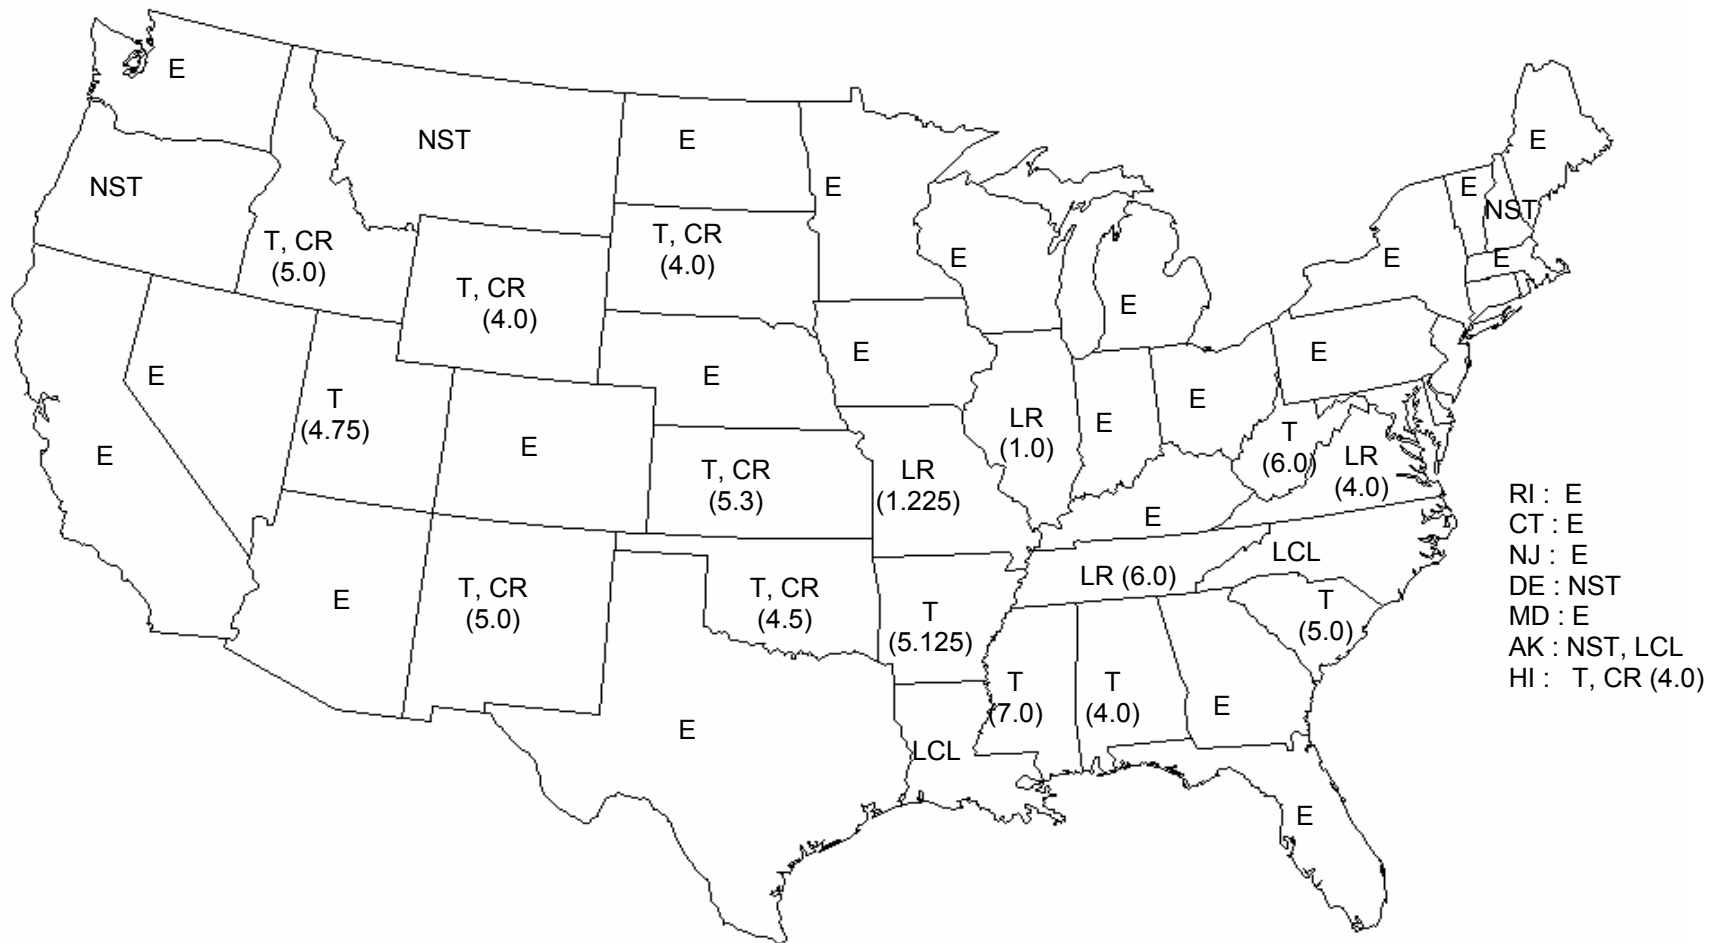 E
NST
E
E
NST
E
E
NST
T, CR
(5.0)
T, CR
(4.0)
T, CR
(4.0)
E
E
E
E
E
E
E
E
E
T
(4.75)
E
E
E
E
LR
(1.0)
T
(6.0)
LR
(4.0)
T, CR
(5.3)
LR
(1.225)
E
LCL
RI : E
CT : E
NJ : E
DE : NST
MD : E
AK : NST, LCL
HI : T, CR (4.0)
E
T, CR
(5.0)
T, CR
(4.5)
T
(5.125)
LR (6.0)
T
(5.0)
E
LCL
T
(7.0)
T
(4.0)
E
E